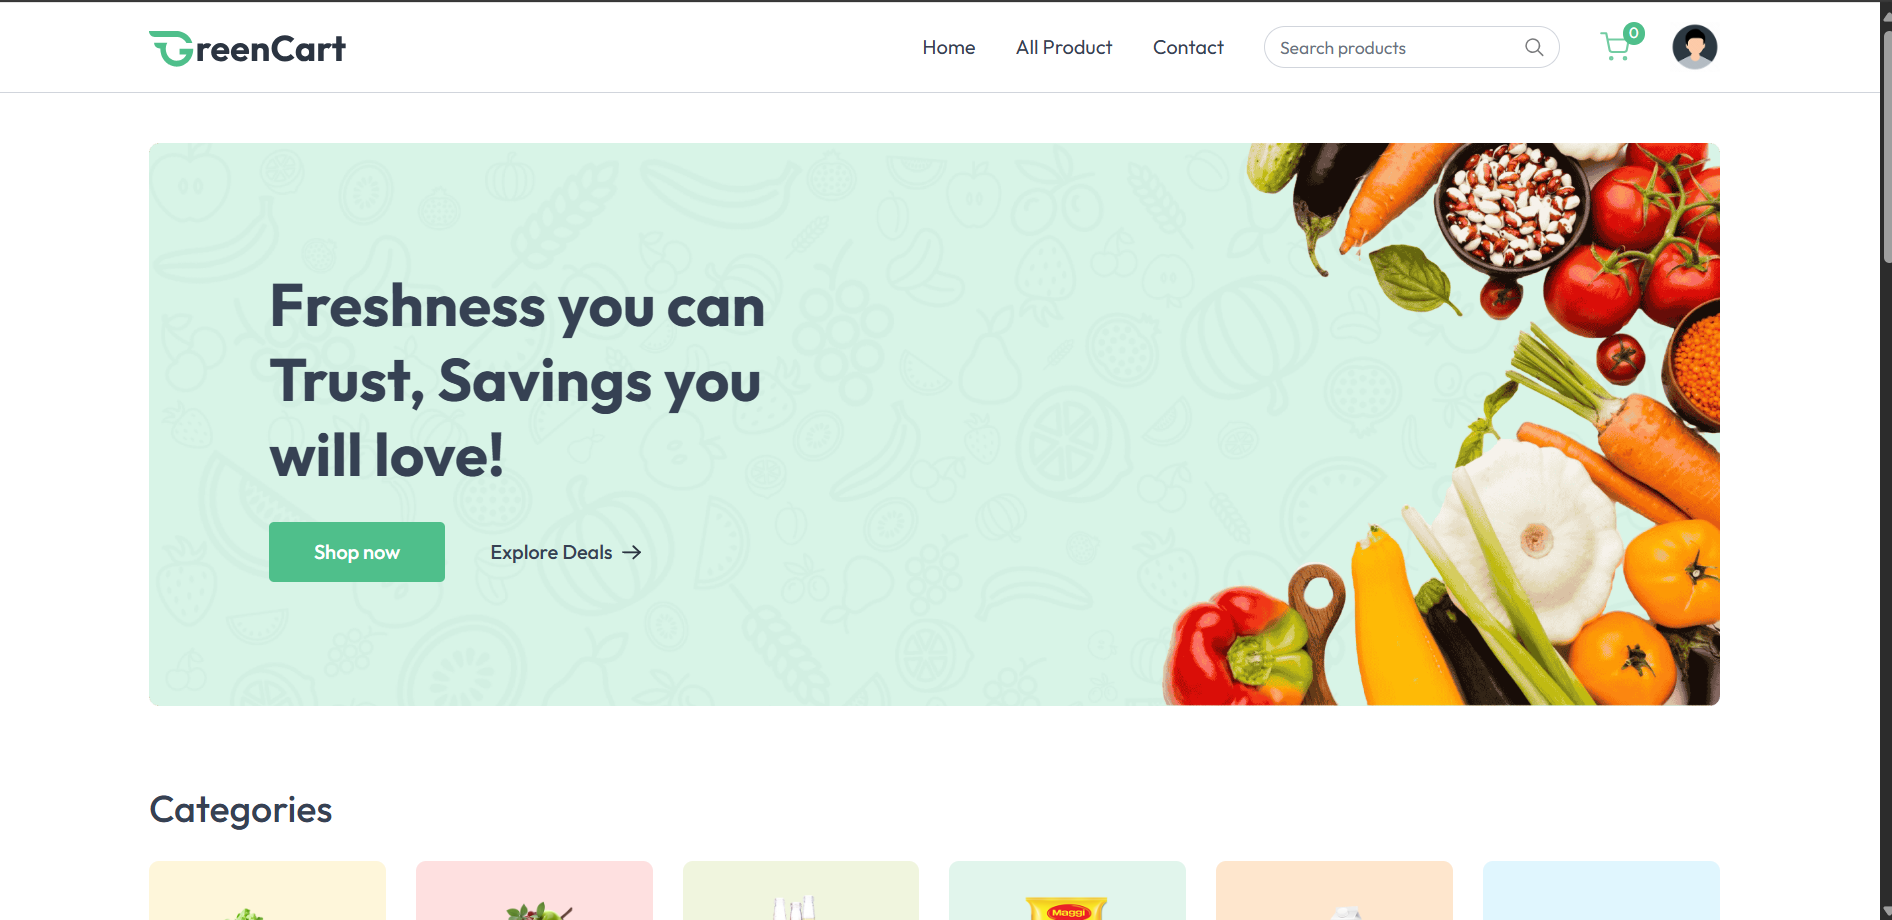 GreenCart
Home
All Product
Contact
Search products
0
Freshness you can
Trust, Savings you
will love!
Shop now
Explore Deals
Categories
Maggi